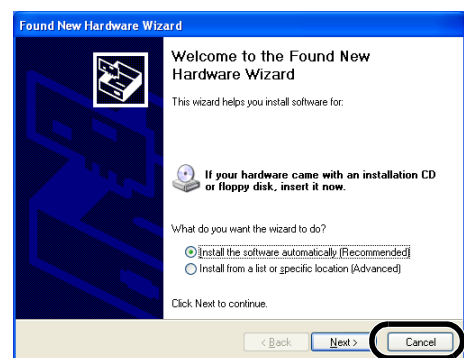 Found New Hardware Wizard
Welcome to the Found New
Hardware Wizard
This wizard helps you install software for:
If your hardware came with an installation CD
or floppy disk, insert it now.
What do you want the wizard to do?
Install the software automatically (Recommended)
Install from a list or specific location (Advanced)
Click Next to continue.
< Back Next > Cancel